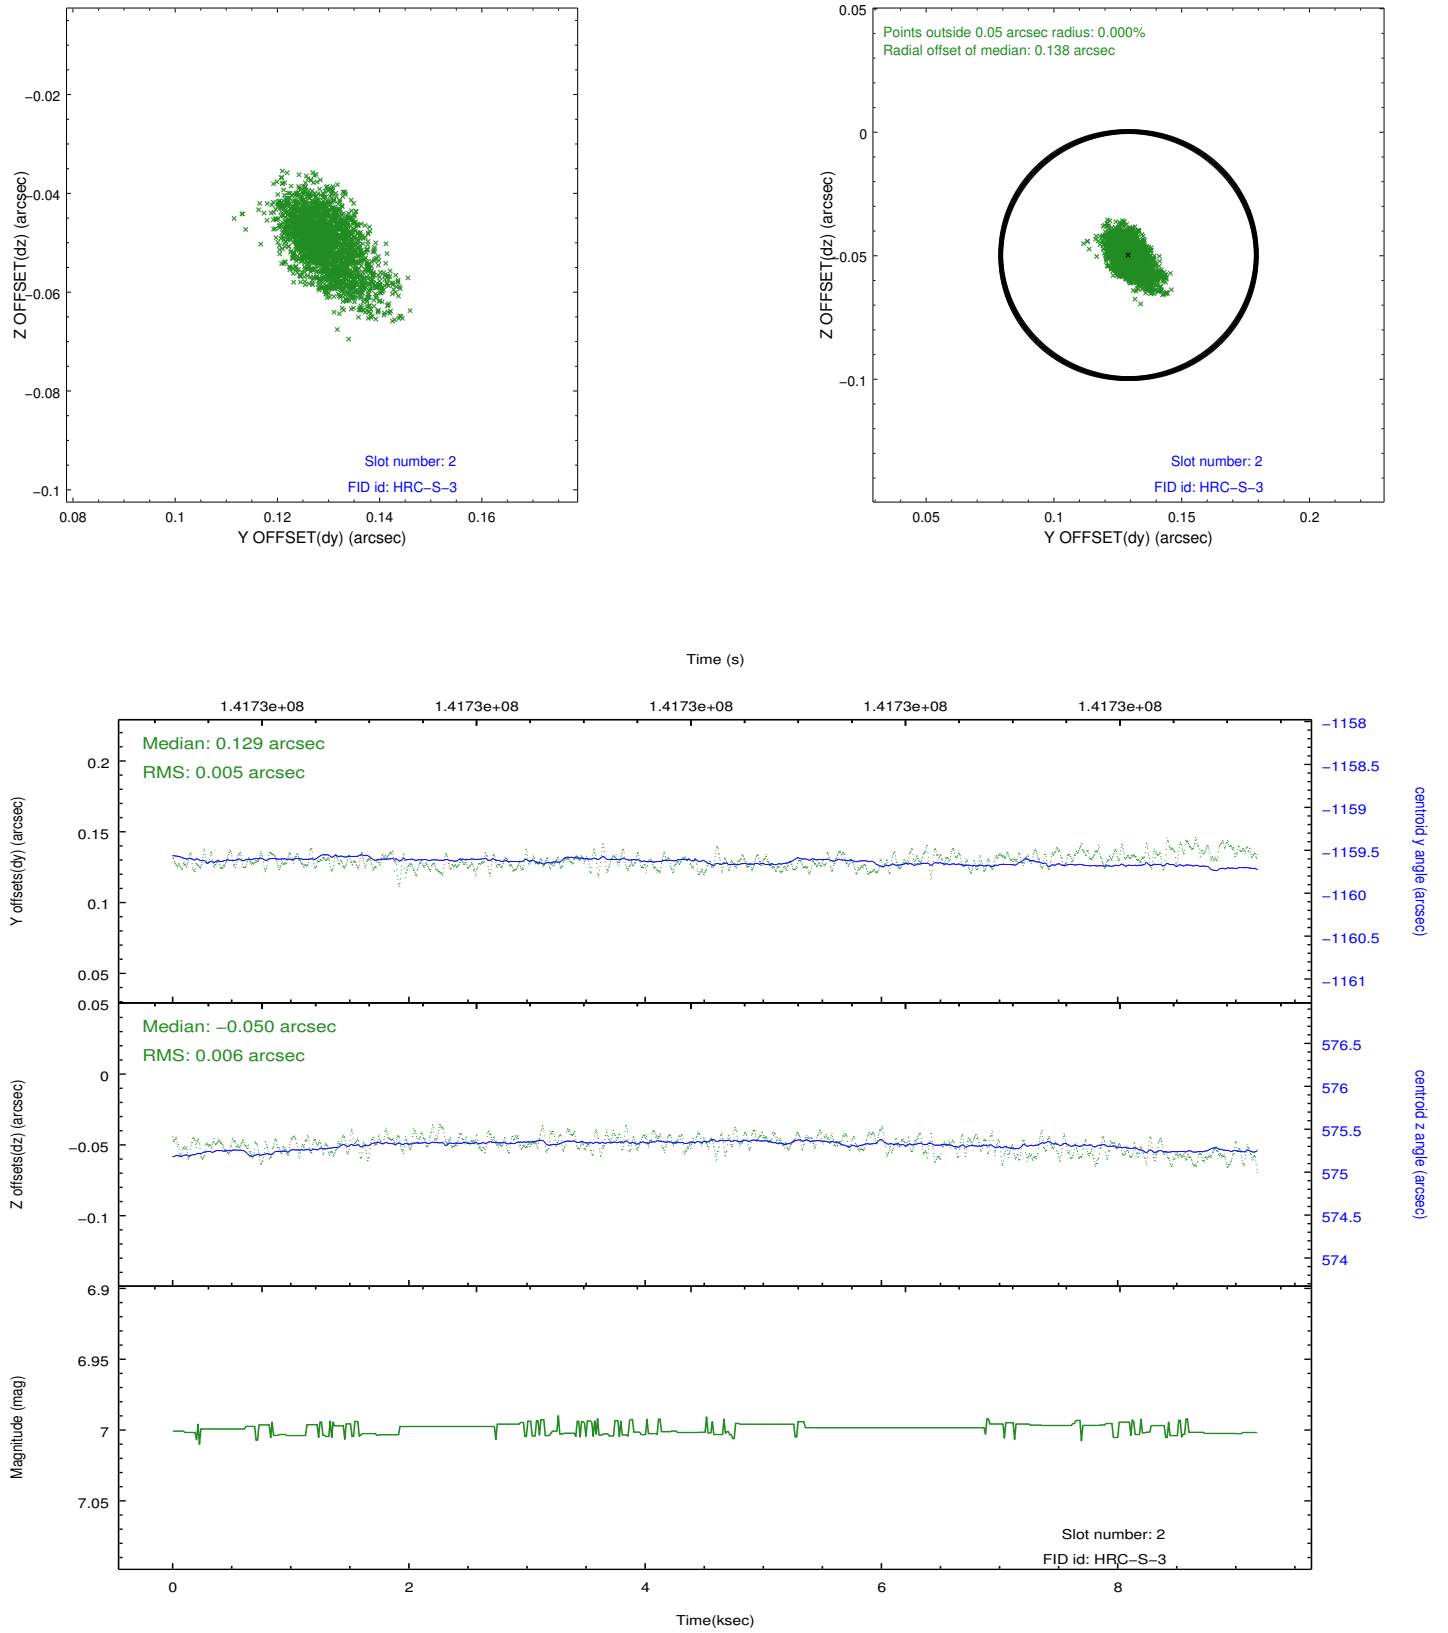 −0.02
−0.04
−0.06
−0.08
−0.1
Z OFFSET(dz) (arcsec)
Slot number: 2
FID id: HRC−S−3
0.08
0.1
0.12
0.14
0.16
Y OFFSET(dy) (arcsec)
0.05
0
−0.05
−0.1
Z OFFSET(dz) (arcsec)
Points outside 0.05 arcsec radius: 0.000%
Radial offset of median: 0.138 arcsec
Slot number: 2
FID id: HRC−S−3
0.05
0.1
0.15
0.2
Y OFFSET(dy) (arcsec)
Time (s)
1.4173e+08
1.4173e+08
1.4173e+08
1.4173e+08
1.4173e+08
Median: 0.129 arcsec
RMS: 0.005 arcsec
0.2
0.15
0.1
0.05
Y offsets(dy) (arcsec)
−1158
−1158.5
−1159
−1159.5
−1160
−1160.5
−1161
centroid y angle (arcsec)
Median: −0.050 arcsec
RMS: 0.006 arcsec
0.05
0
−0.05
−0.1
Z offsets(dz) (arcsec)
576.5
576
575.5
575
574.5
574
centroid z angle (arcsec)
6.9
6.95
7
7.05
Magnitude (mag)
Slot number: 2
FID id: HRC−S−3
0
2
4
6
8
Time(ksec)